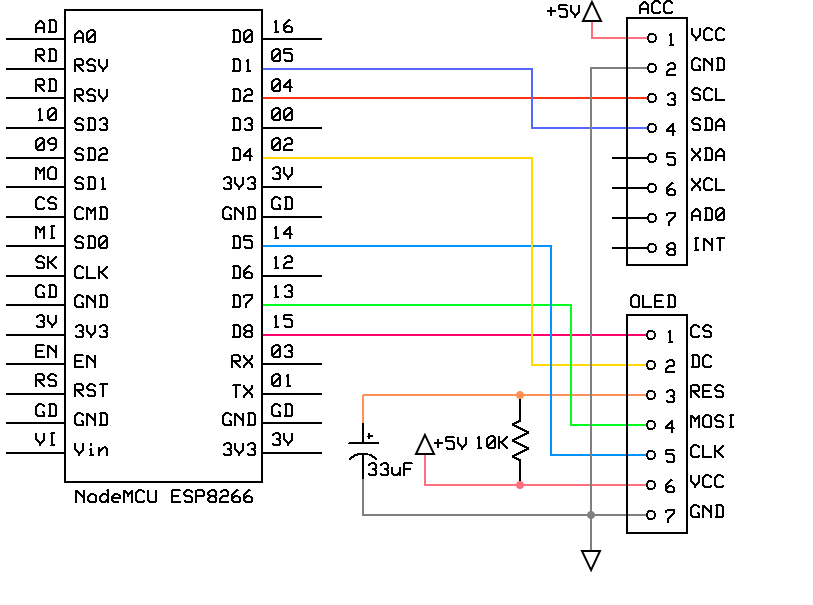 AD A0 D0 16
RD RSV D1 05
RD RSV D2 04
10 SD3 D3 00
09 SD2 D4 02
MO SD1 3V3 3V
CS CMD GND GD
MI SD0 D5 14
SK CLK D6 12
GD GND D7 13
3V 3V3 D8 15
EN EN RX 03
RS RST TX 01
GD GND GND GD
VI Vin 3V3 3V
NodeMCU ESP8266
+5V
ACC
1 VCC
2 GND
3 SCL
4 SDA
5 XDA
6 XCL
7 AD0
8 INT
OLED
1 CS
2 DC
3 RES
4 MOSI
5 CLK
6 VCC
7 GND
+
33uF
+5V
10K